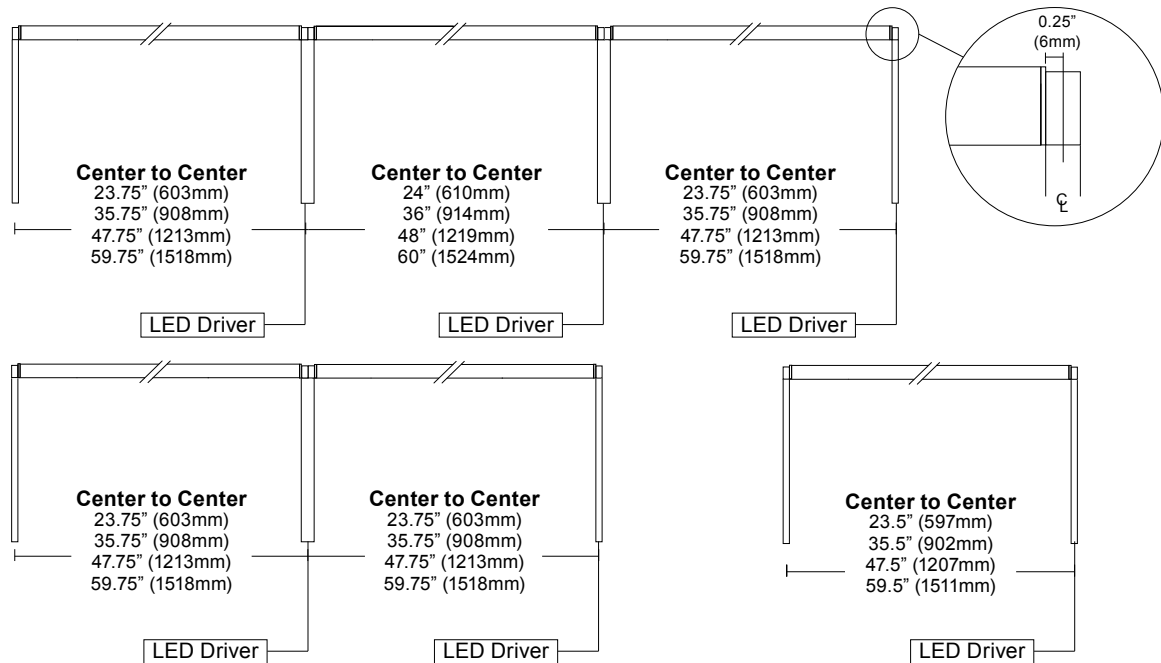 0.25”
(6mm)
℄
Center to Center
23.75” (603mm)
35.75” (908mm)
47.75” (1213mm)
59.75” (1518mm)
LED Driver
Center to Center
24” (610mm)
36” (914mm)
48” (1219mm)
60” (1524mm)
LED Driver
Center to Center
23.75” (603mm)
35.75” (908mm)
47.75” (1213mm)
59.75” (1518mm)
LED Driver
Center to Center
23.75” (603mm)
35.75” (908mm)
47.75” (1213mm)
59.75” (1518mm)
LED Driver
Center to Center
23.75” (603mm)
35.75” (908mm)
47.75” (1213mm)
59.75” (1518mm)
LED Driver
Center to Center
23.5” (597mm)
35.5” (902mm)
47.5” (1207mm)
59.5” (1511mm)
LED Driver